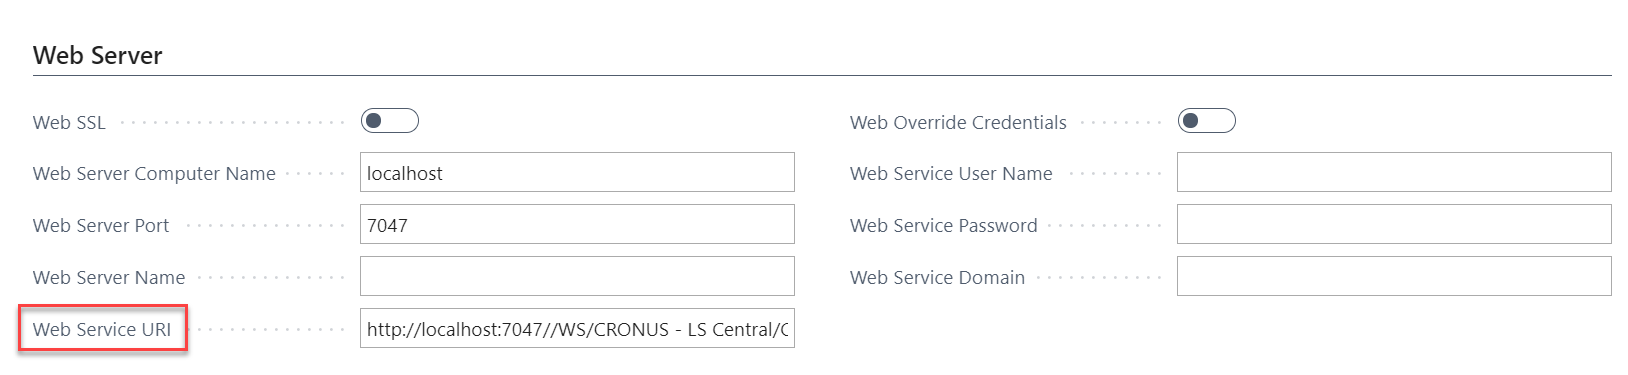 Web Server
Web SSL
Web Server Computer Name localhost
Web Server Port 7047
Web Server Name
Web Service URI http://localhost:7047//WS/CRONUS - LS Central/
Web Override Credentials
Web Service User Name
Web Service Password
Web Service Domain